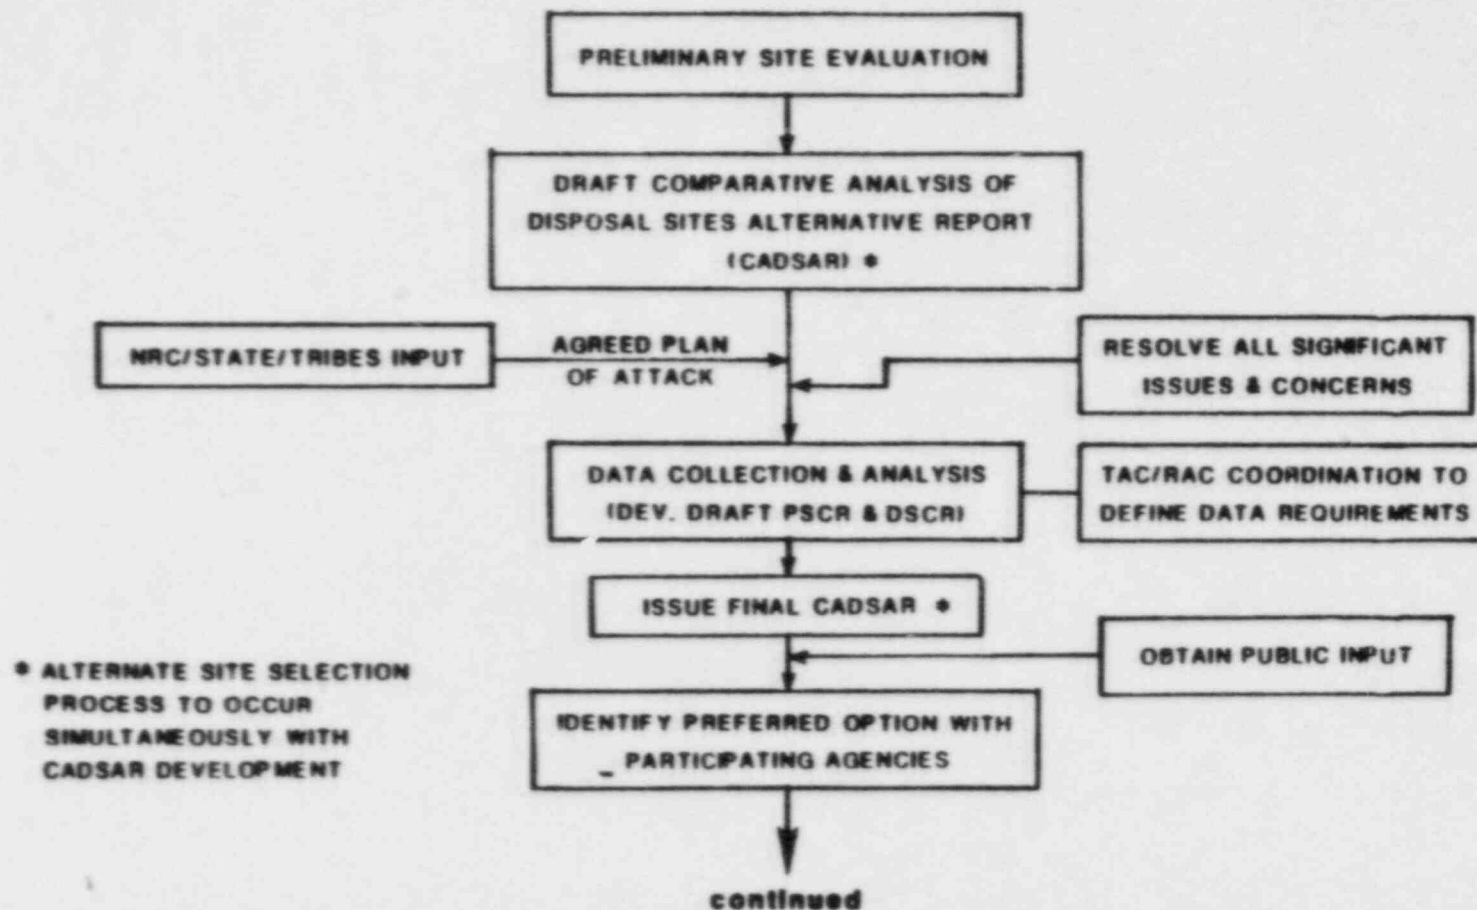 PRELIMINARY SITE EVALUATION
DRAFT COMPARATIVE ANALYSIS OF
DISPOSAL SITES ALTERNATIVE REPORT
(CADSAR) *
NRC/STATE/TRIBES INPUT
AGREED PLAN
OF ATTACK
RESOLVE ALL SIGNIFICANT
ISSUES & CONCERNS
DATA COLLECTION & ANALYSIS
(DEV. DRAFT PSCR & DSCR)
TAC/RAC COORDINATION TO
DEFINE DATA REQUIREMENTS
ISSUE FINAL CADSAR *
OBTAIN PUBLIC INPUT
* ALTERNATE SITE SELECTION
PROCESS TO OCCUR
SIMULTANEOUSLY WITH
CADSAR DEVELOPMENT
IDENTIFY PREFERRED OPTION WITH
PARTICIPATING AGENCIES
continued